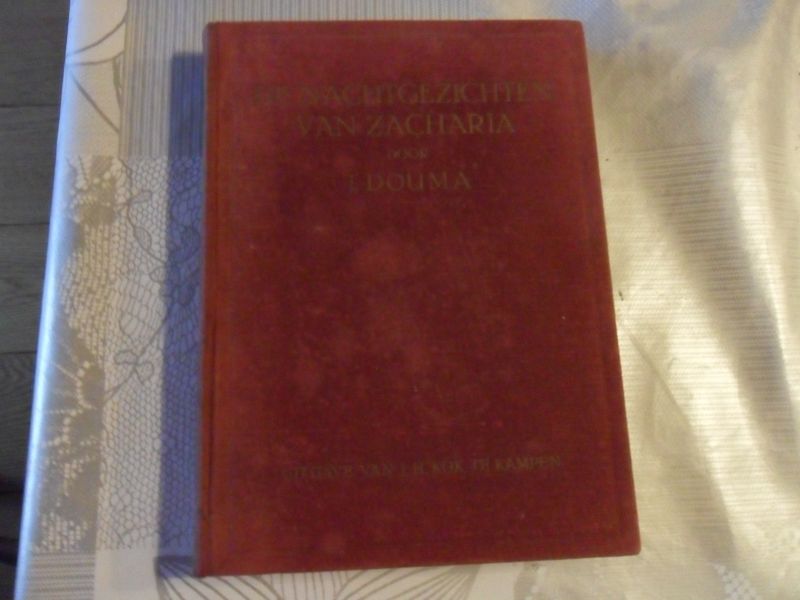 DE NACHTGEZICHTEN
VAN ZACHARIA
DOOR
J. DOUMA
UITGAVE VAN J. H. KOK TE KAMPEN